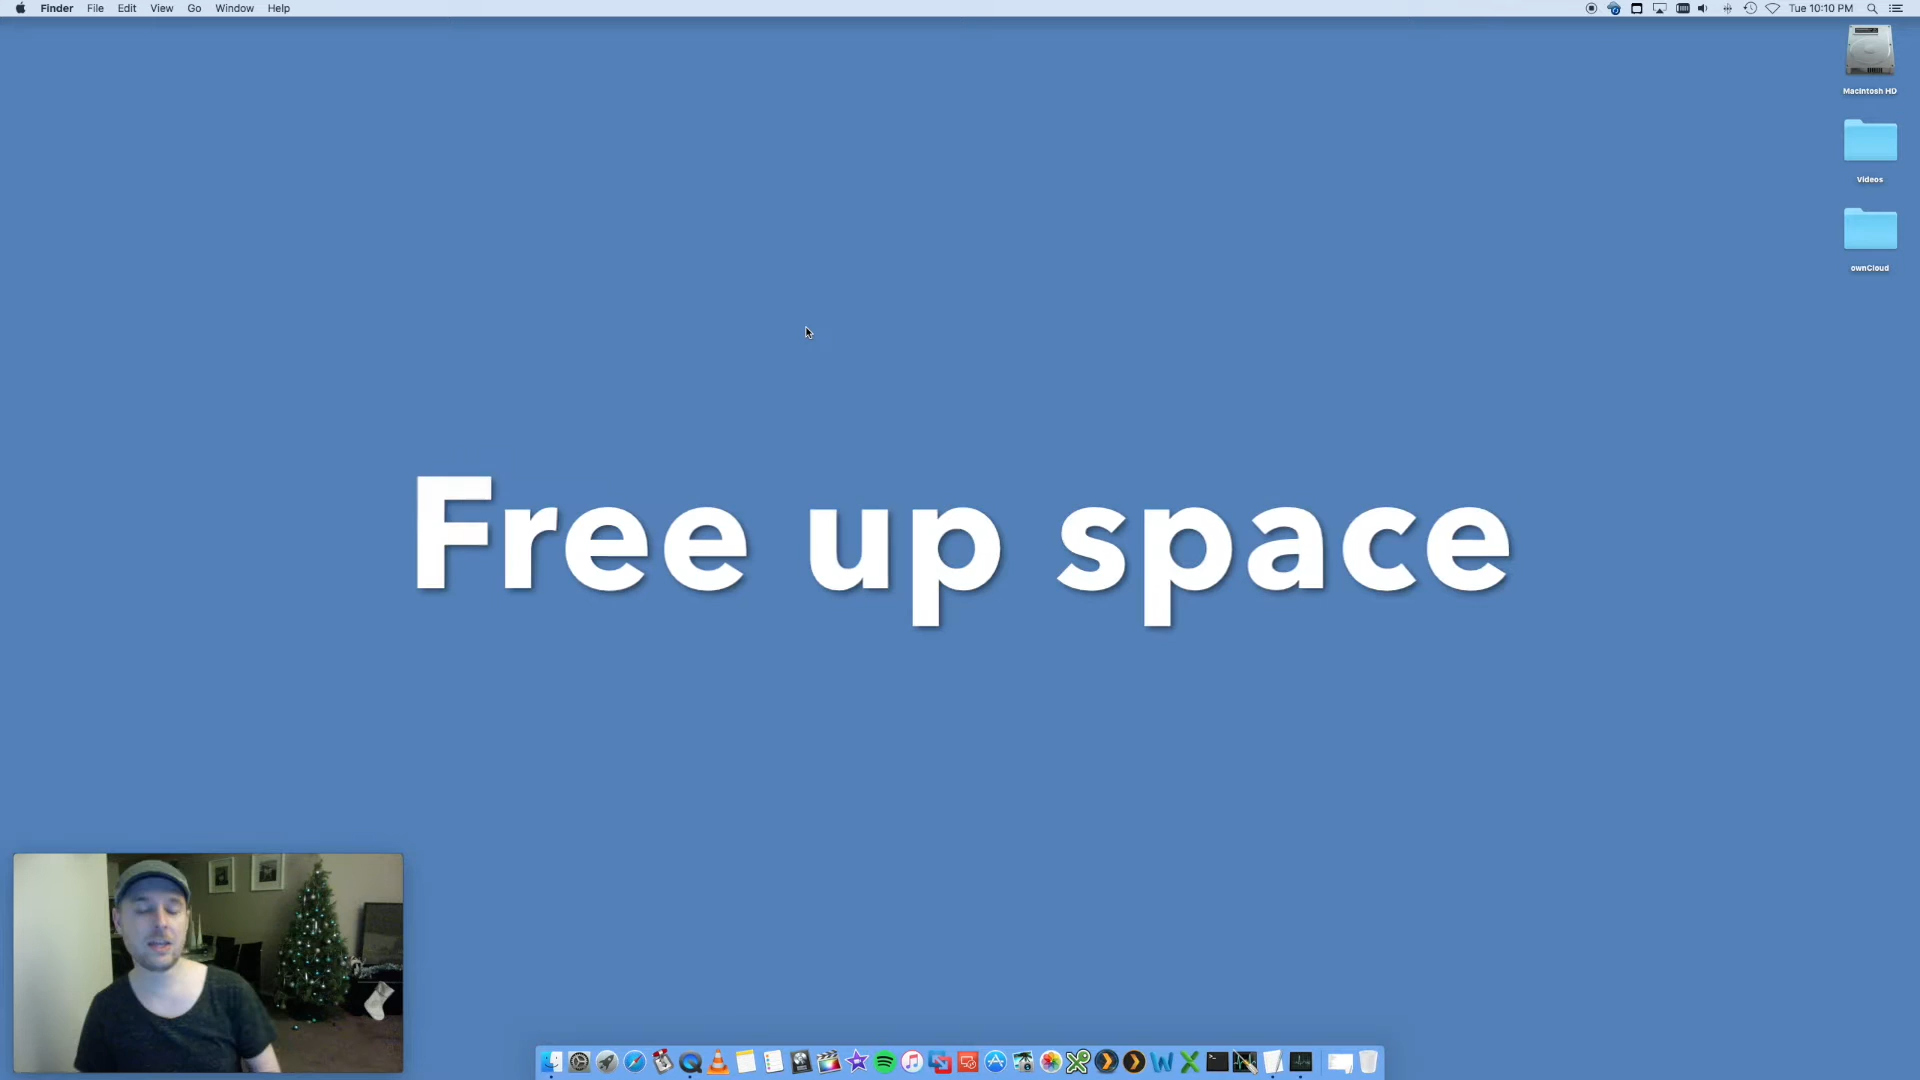 Finder File Edit View Go Window Help
Tue 10:10 PM
Macintosh HD
Videos
ownCloud
Free up space